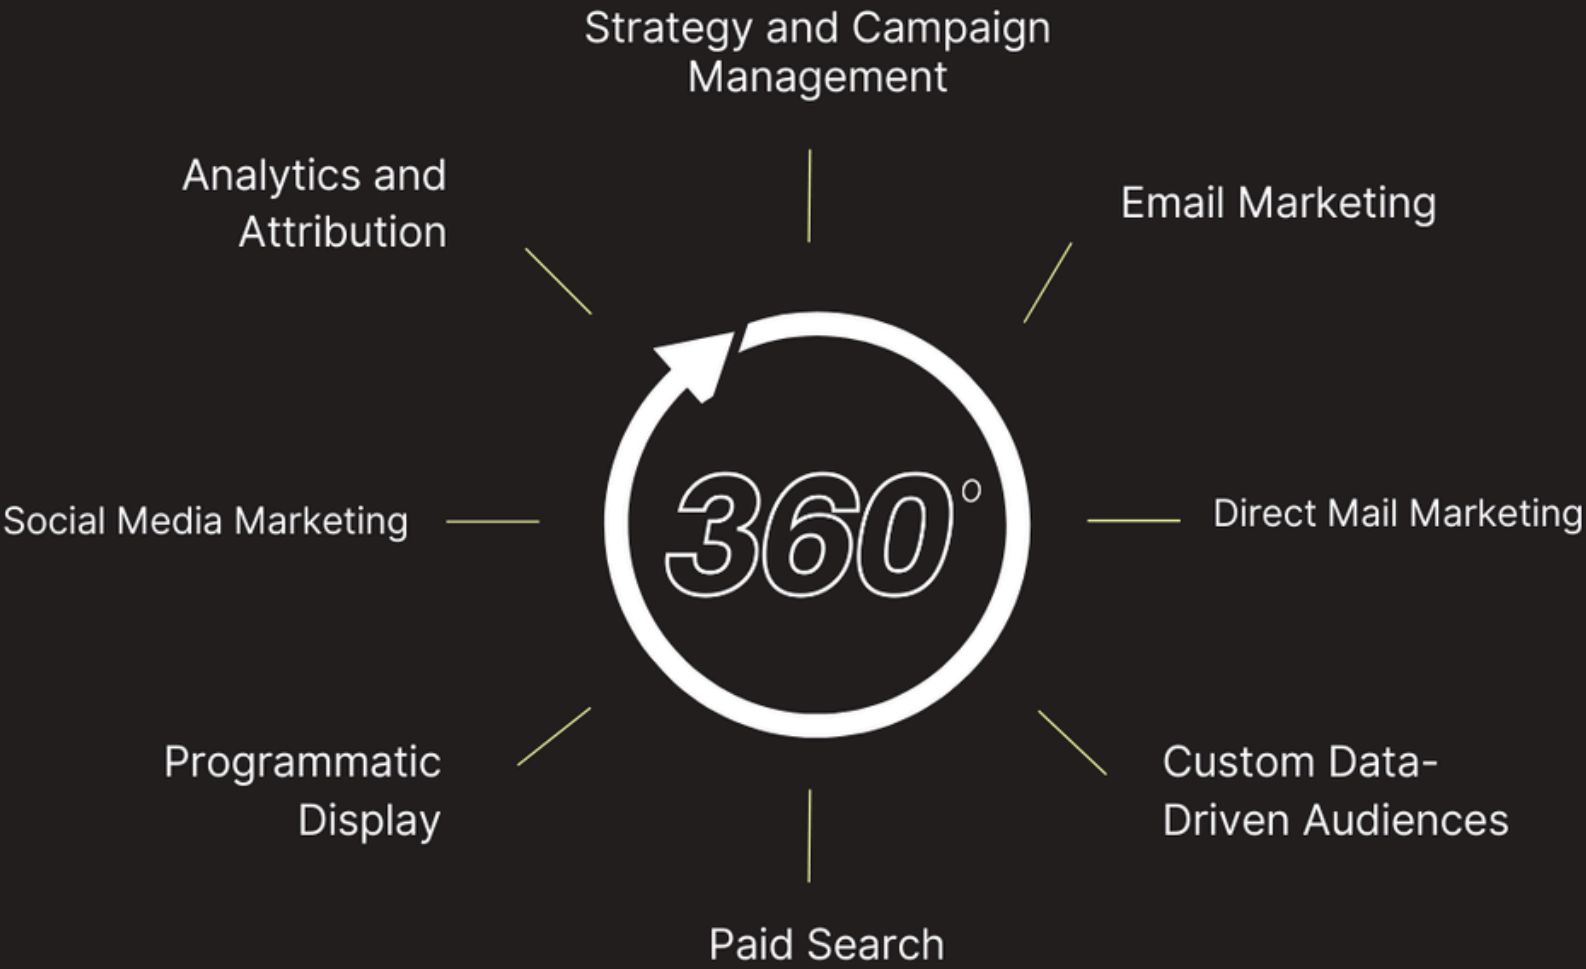 Strategy and Campaign
Management
Analytics and
Attribution
Email Marketing
360°
Social Media Marketing
Direct Mail Marketing
Programmatic
Display
Custom Data-
Driven Audiences
Paid Search